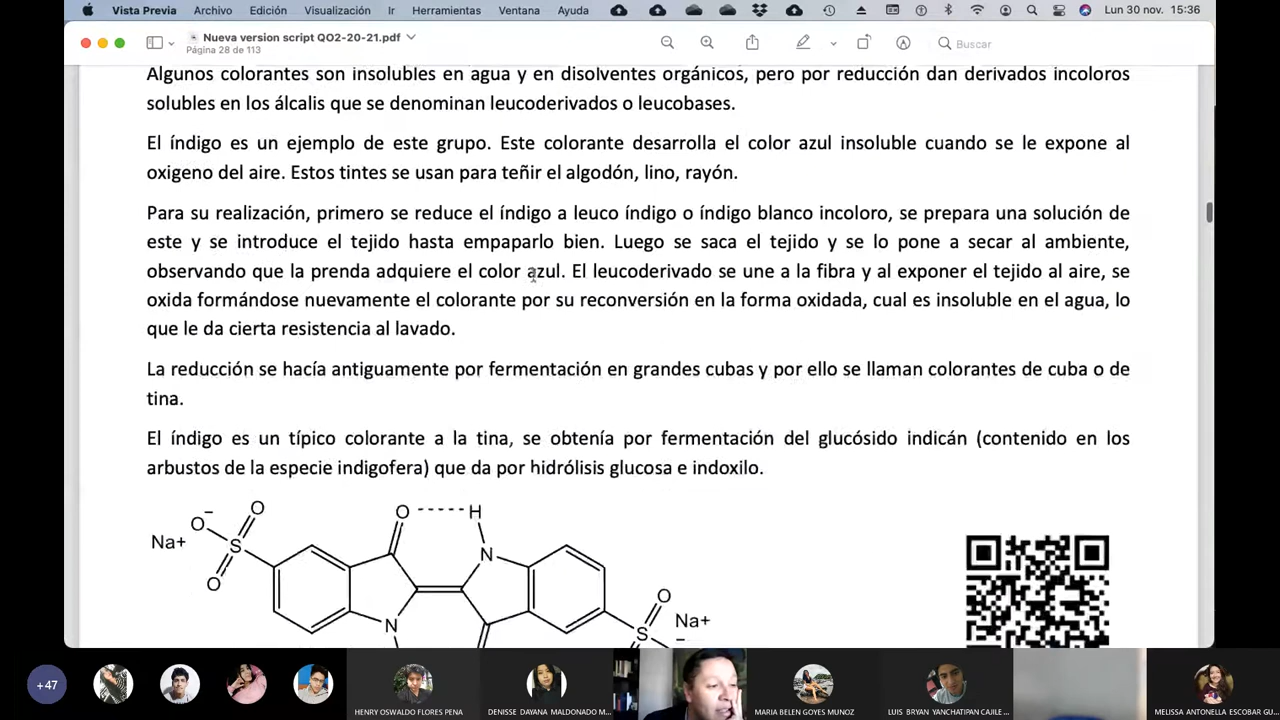 Vista Previa Archivo Edición Visualización Ir Herramientas Ventana Ayuda Lun 30 nov. 15:36
Nueva version script QO2-20-21.pdf
Página 28 de 113
Buscar
Algunos colorantes son insolubles en agua y en disolventes orgánicos, pero por reducción dan derivados incoloros
solubles en los álcalis que se denominan leucoderivados o leucobases.
El índigo es un ejemplo de este grupo. Este colorante desarrolla el color azul insoluble cuando se le expone al
oxigeno del aire. Estos tintes se usan para teñir el algodón, lino, rayón.
Para su realización, primero se reduce el índigo a leuco índigo o índigo blanco incoloro, se prepara una solución de
este y se introduce el tejido hasta empaparlo bien. Luego se saca el tejido y se lo pone a secar al ambiente,
observando que la prenda adquiere el color azul. El leucoderivado se une a la fibra y al exponer el tejido al aire, se
oxida formándose nuevamente el colorante por su reconversión en la forma oxidada, cual es insoluble en el agua, lo
que le da cierta resistencia al lavado.
La reducción se hacía antiguamente por fermentación en grandes cubas y por ello se llaman colorantes de cuba o de
tina.
El índigo es un típico colorante a la tina, se obtenía por fermentación del glucósido indicán (contenido en los
arbustos de la especie indigofera) que da por hidrólisis glucosa e indoxilo.
O O H
O−
Na+ S N
O O
N S Na+
−
+47 HENRY OSWALDO FLORES PENA DENISSE DAYANA MALDONADO M... MARIA BELEN GOYES MUNOZ LUIS BRYAN YANCHATIPAN CAJILE... MELISSA ANTONELLA ESCOBAR GU...